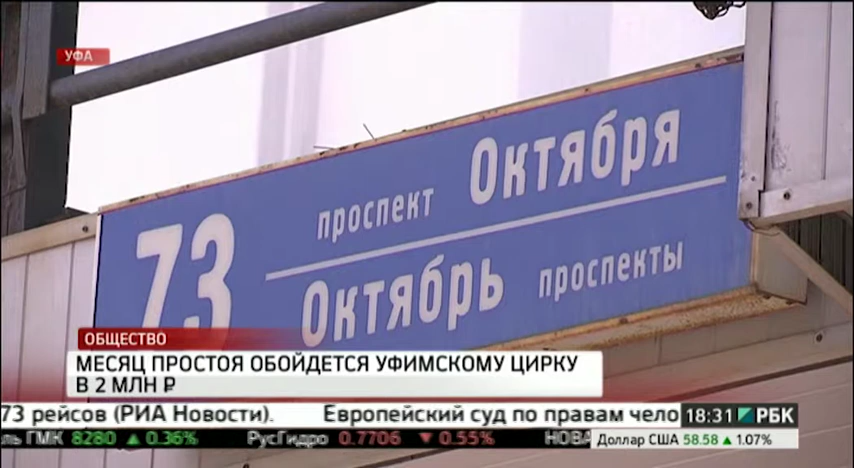 УФА
проспект Октября
73
Октябрь проспекты
ОБЩЕСТВО
МЕСЯЦ ПРОСТОЯ ОБОЙДЕТСЯ УФИМСКОМУ ЦИРКУ
В 2 МЛН ₽
73 рейсов (РИА Новости). Европейский суд по правам чело 18:31 РБК
ль ГМК 8280 ▲ 0.36% РусГидро 0.7706 ▼ 0.55% НОВА Доллар США 58.58 ▲ 1.07%